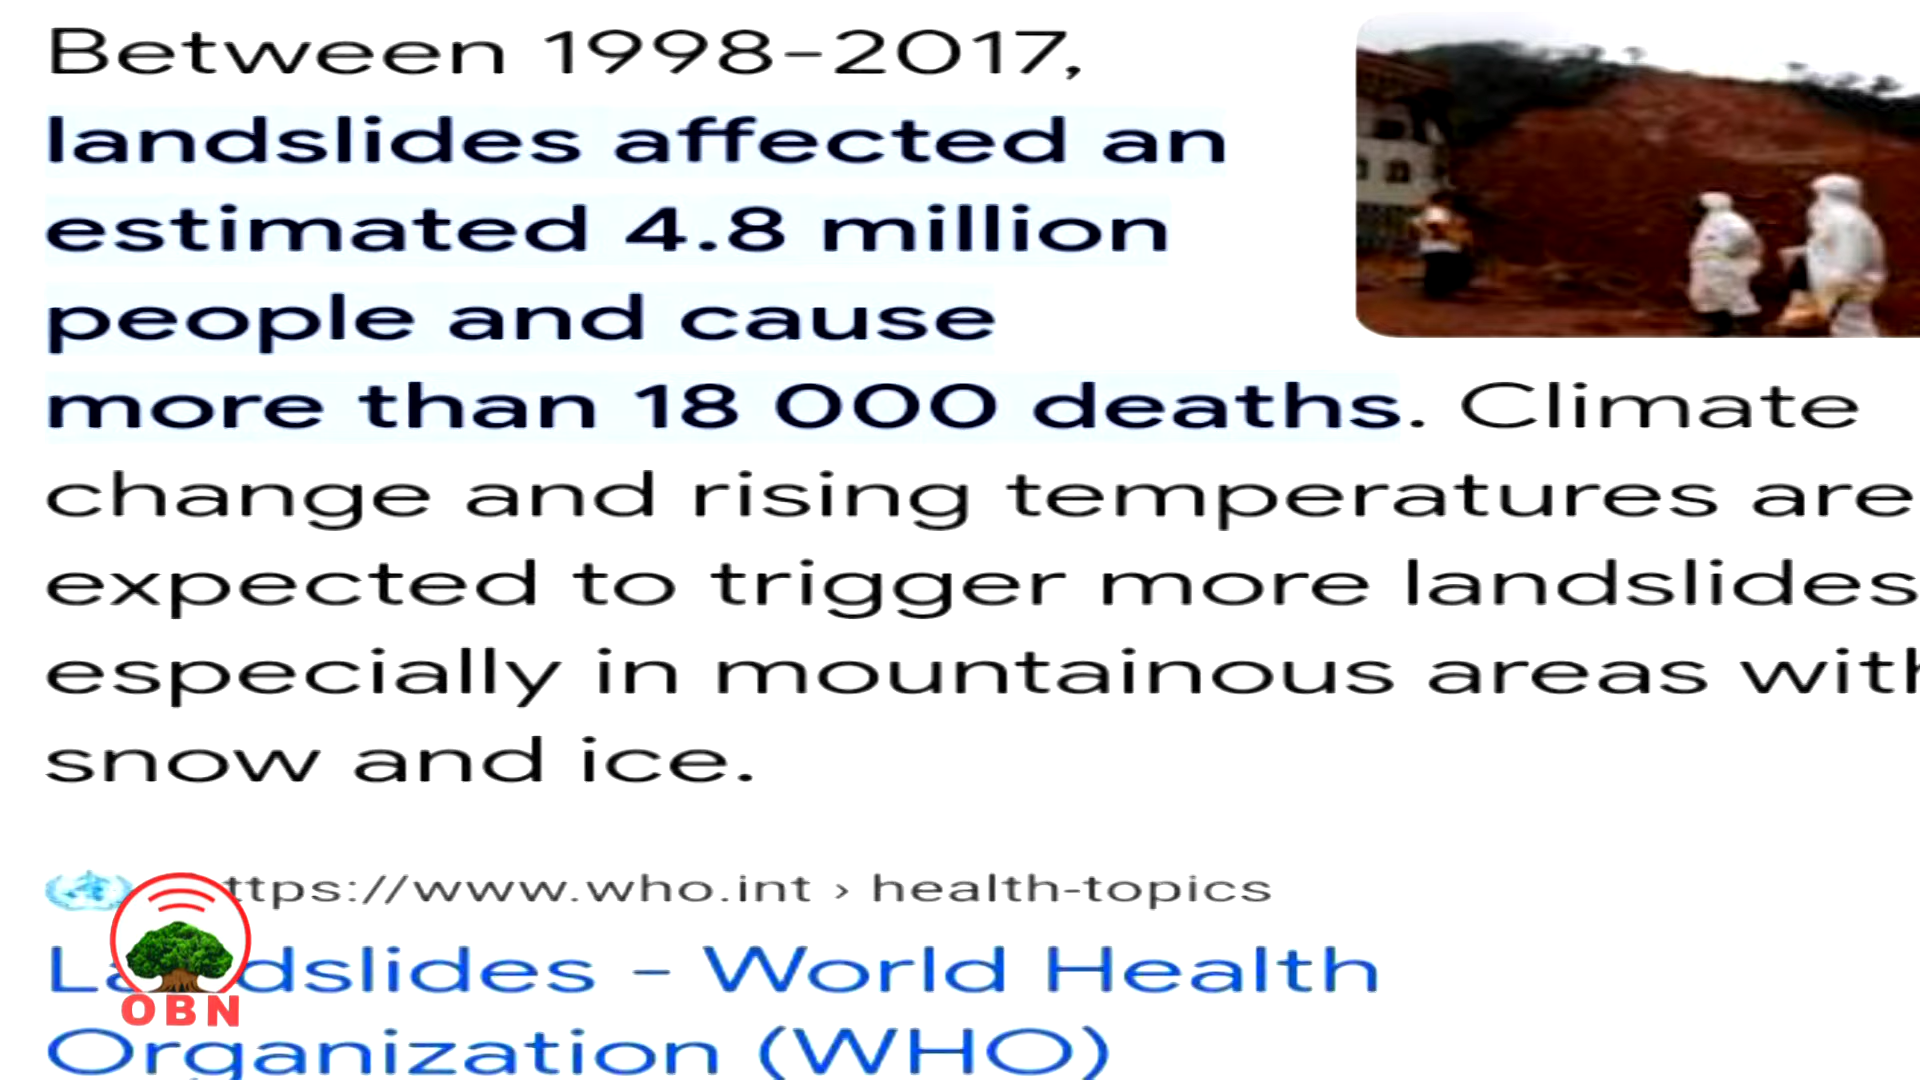 Between 1998-2017,
landslides affected an
estimated 4.8 million
people and cause
more than 18 000 deaths. Climate
change and rising temperatures are
expected to trigger more landslides
especially in mountainous areas with
snow and ice.
ttps://www.who.int › health-topics
Landslides - World Health
OBN
Organization (WHO)